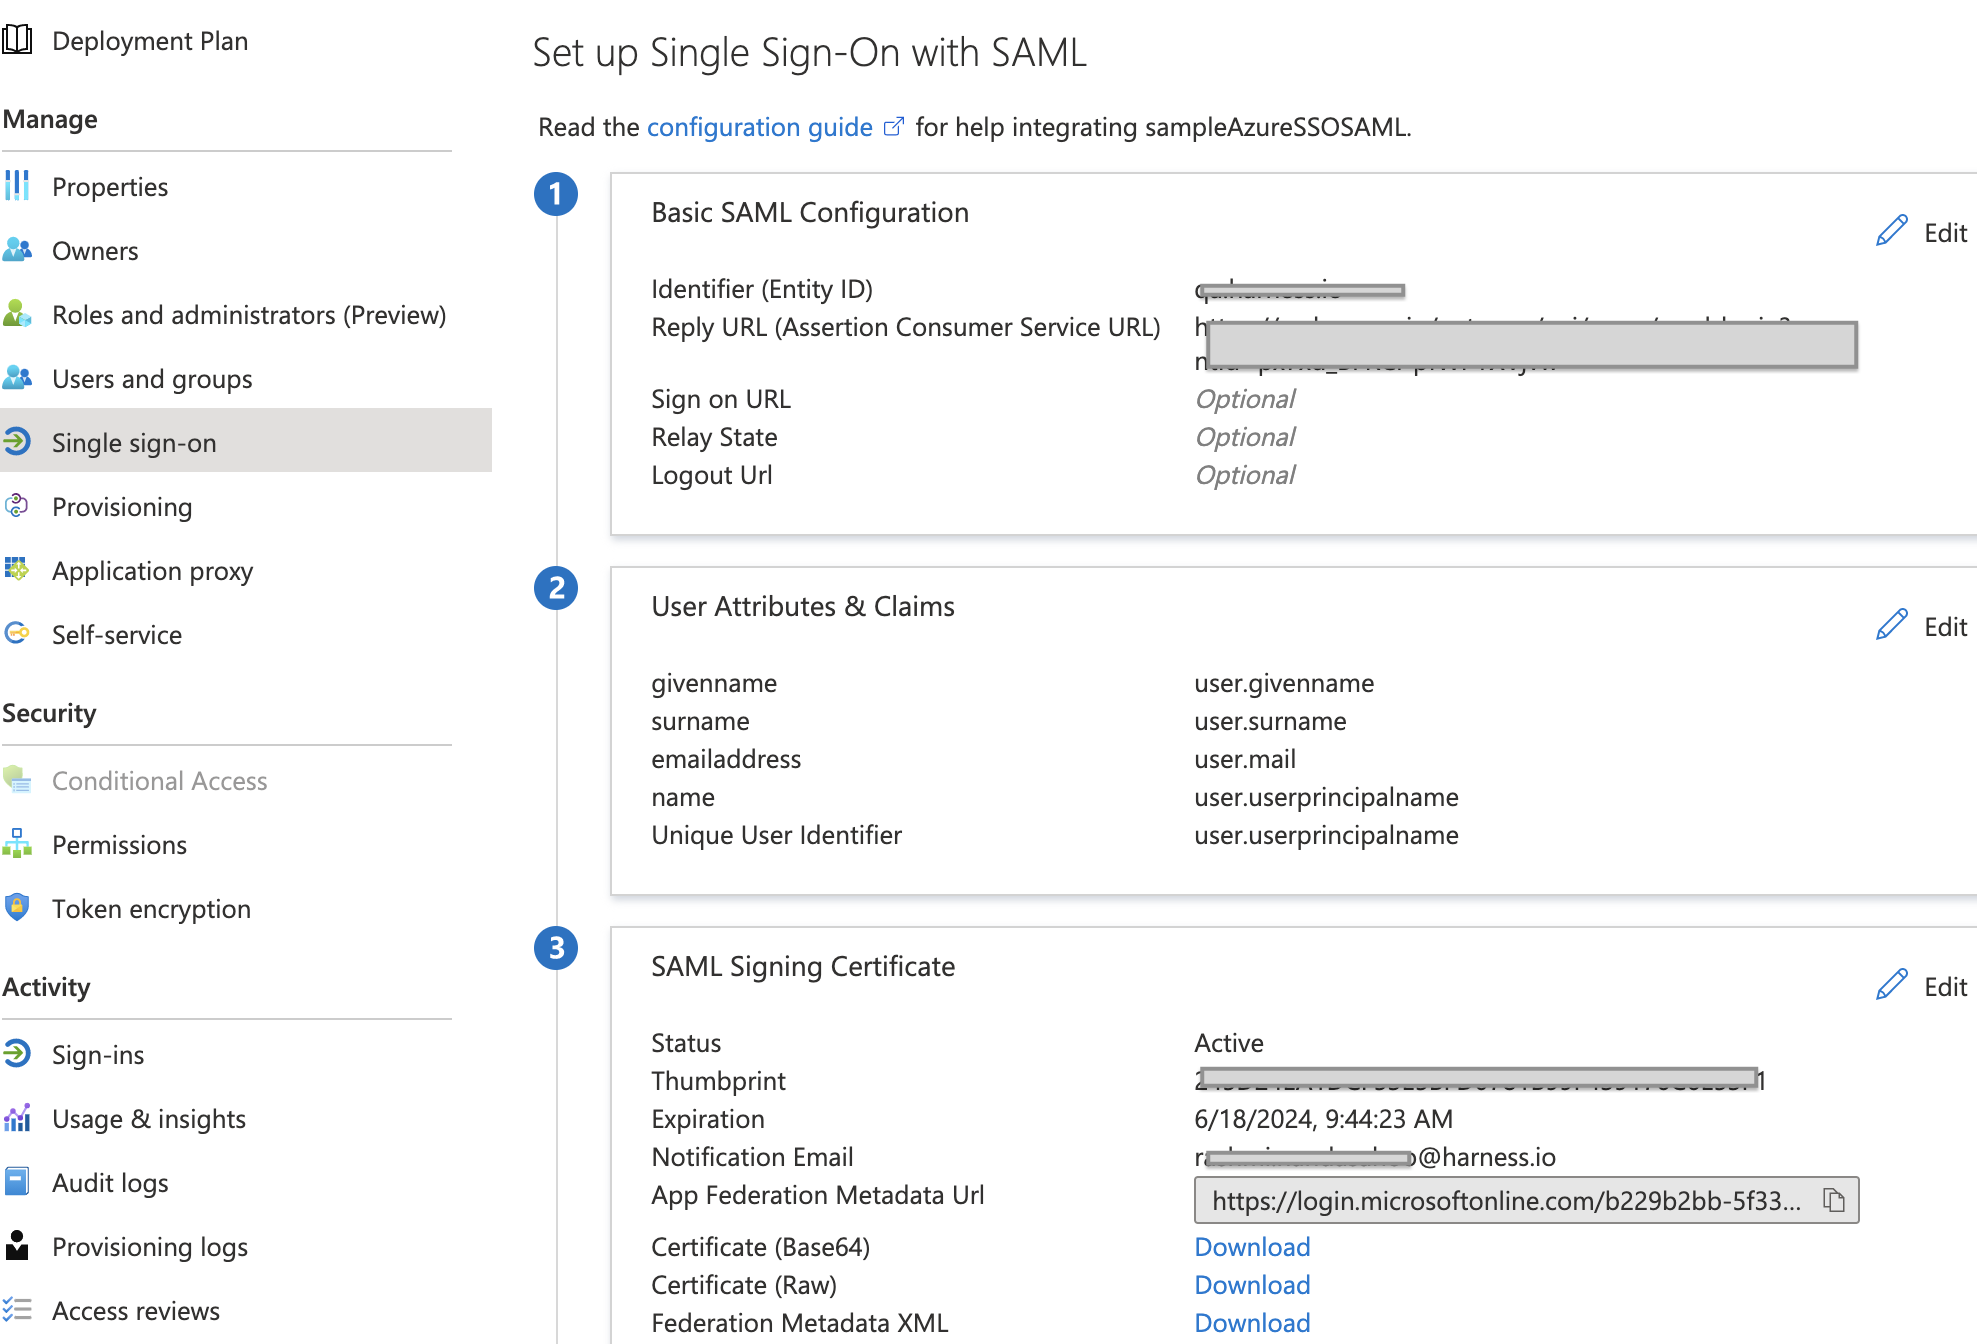 Deployment Plan
Manage
Properties
Owners
Roles and administrators (Preview)
Users and groups
Single sign-on
Provisioning
Application proxy
Self-service
Security
Conditional Access
Permissions
Token encryption
Activity
Sign-ins
Usage & insights
Audit logs
Provisioning logs
Access reviews
Set up Single Sign-On with SAML
Read the configuration guide for help integrating sampleAzureSSOSAML.
1
Basic SAML Configuration
Edit
Identifier (Entity ID)
Reply URL (Assertion Consumer Service URL)
Sign on URL Optional
Relay State Optional
Logout Url Optional
2
User Attributes & Claims
Edit
givenname user.givenname
surname user.surname
emailaddress user.mail
name user.userprincipalname
Unique User Identifier user.userprincipalname
3
SAML Signing Certificate
Edit
Status Active
Thumbprint
Expiration 6/18/2024, 9:44:23 AM
Notification Email @harness.io
App Federation Metadata Url https://login.microsoftonline.com/b229b2bb-5f33...
Certificate (Base64) Download
Certificate (Raw) Download
Federation Metadata XML Download